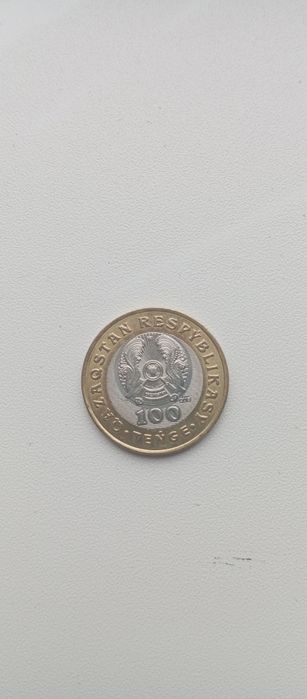 QAZAQSTAN RESPÝBLIKASY
100
• TEŃGE •